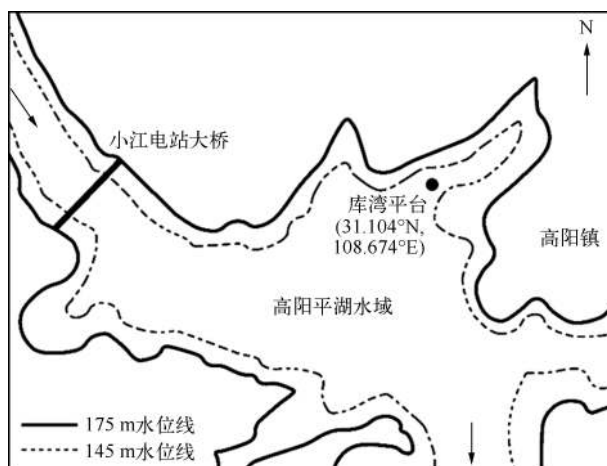 N
小江电站大桥
库湾平台
(31.104°N,
108.674°E)
高阳镇
高阳平湖水域
175 m水位线
145 m水位线